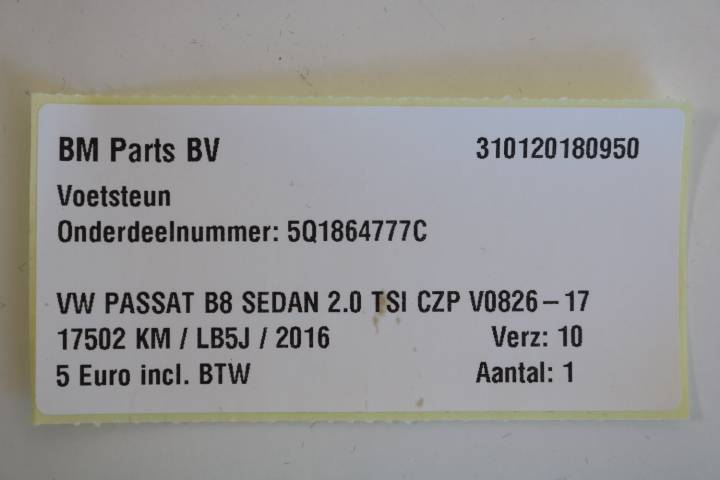 BM Parts BV 310120180950
Voetsteun
Onderdeelnummer: 5Q1864777C
VW PASSAT B8 SEDAN 2.0 TSI CZP V0826-17
17502 KM / LB5J / 2016 Verz: 10
5 Euro incl. BTW Aantal: 1